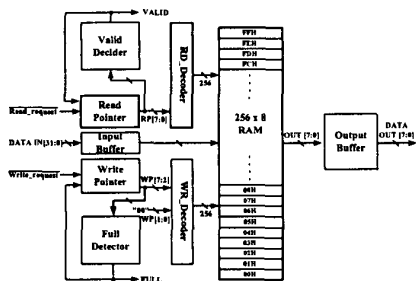 VALID
Valid
Decider
Read_request
Read
Pointer
RP[7:0]
RD_Decoder
256
DATA IN[31:0]
Input
Buffer
Write_request
Write
Pointer
WP[7:2]
"00"
WP[1:0]
WR_Decoder
256
Full
Detector
FULL
FFH
FEH
FDH
FCH
256 x 8
RAM
08H
07H
06H
05H
04H
03H
02H
01H
00H
OUT [7:0]
Output
Buffer
DATA
OUT [7:0]